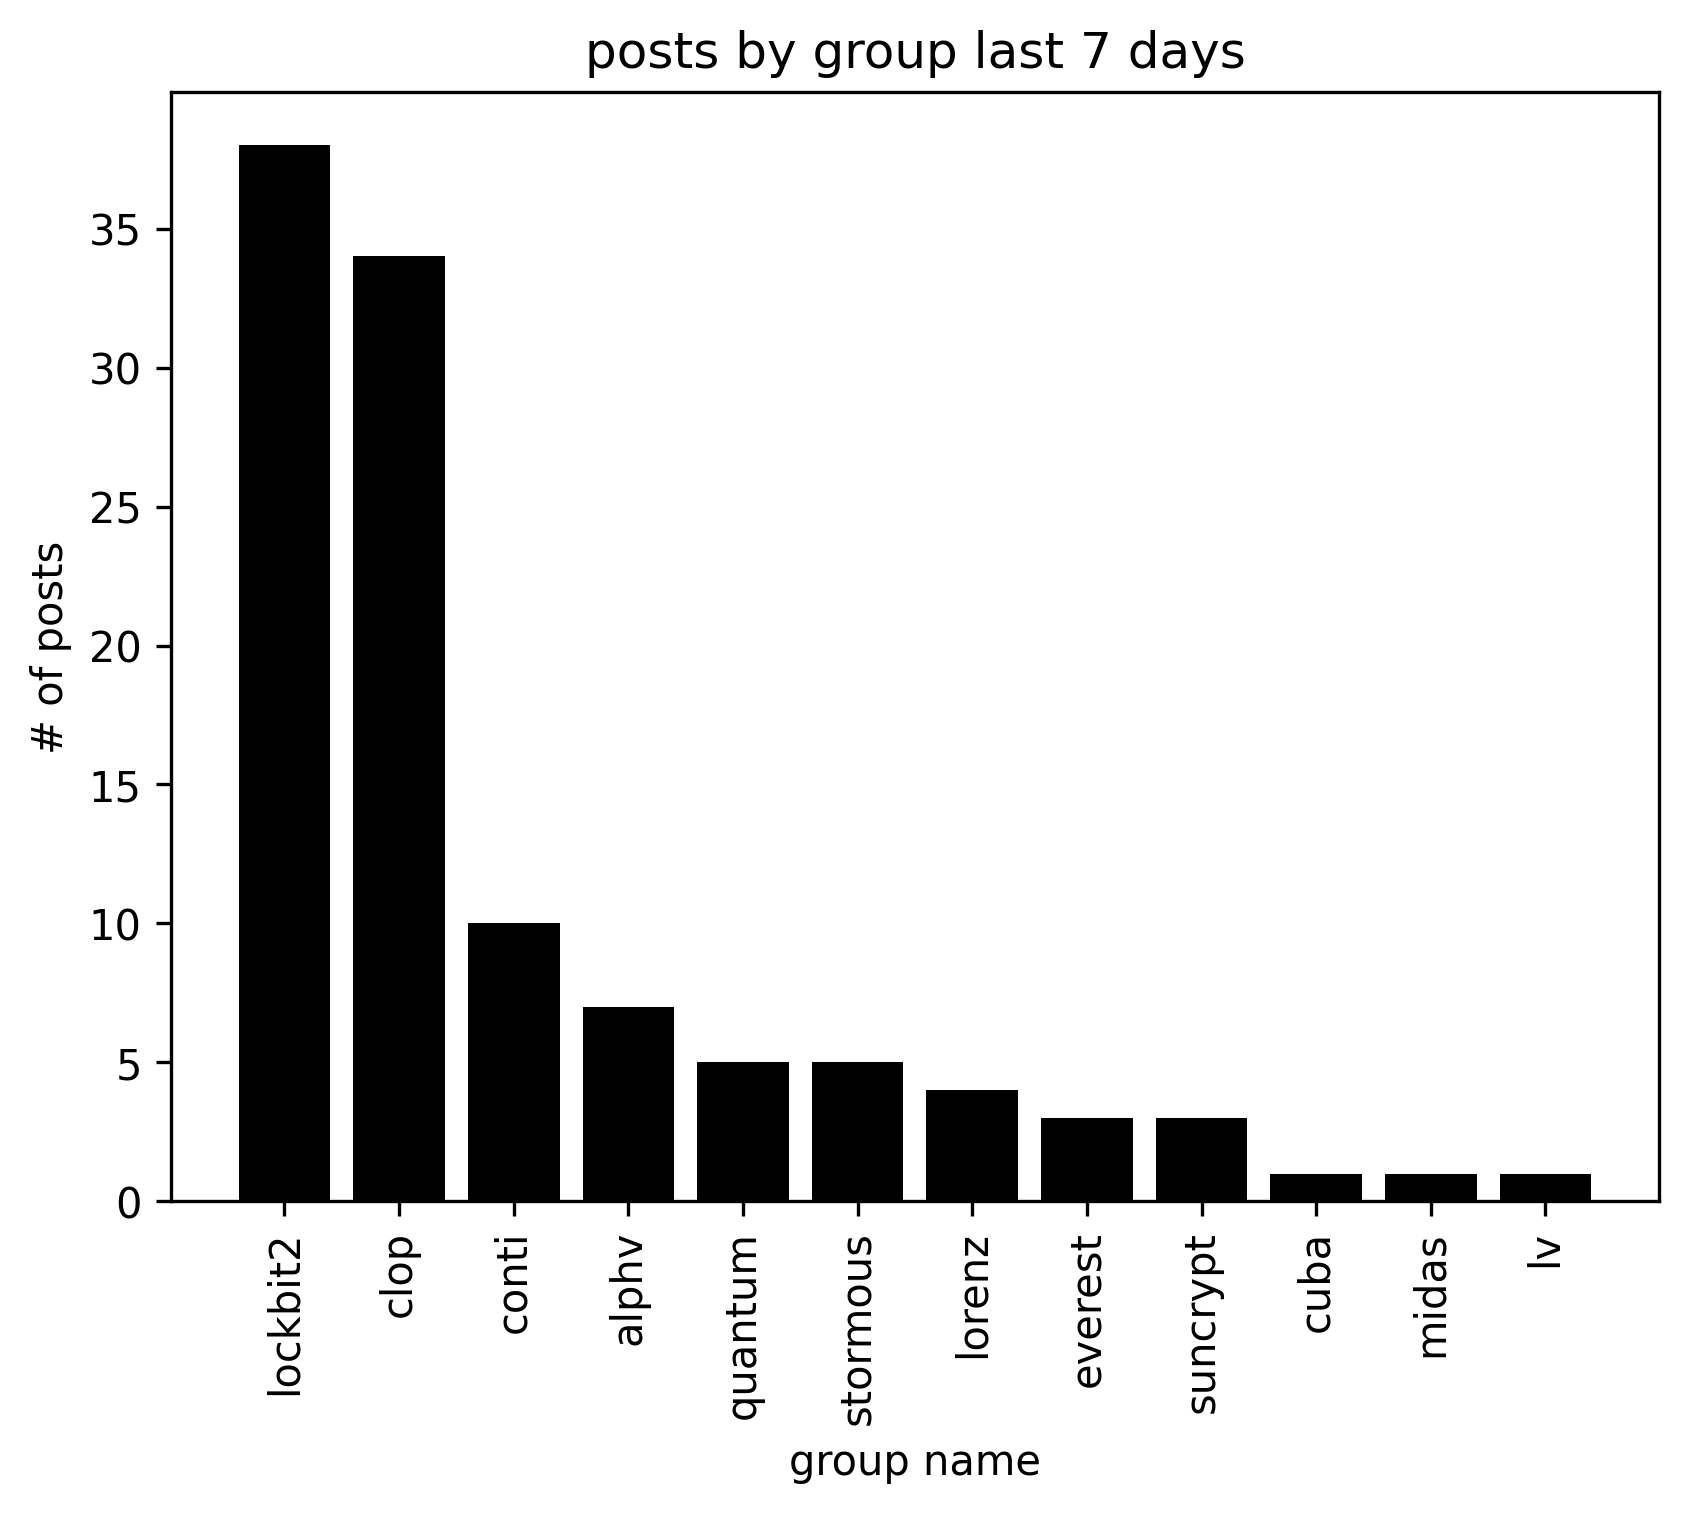 posts by group last 7 days
# of posts
35
30
25
20
15
10
5
0
lockbit2
clop
conti
alphv
quantum
stormous
lorenz
everest
suncrypt
cuba
midas
lv
group name